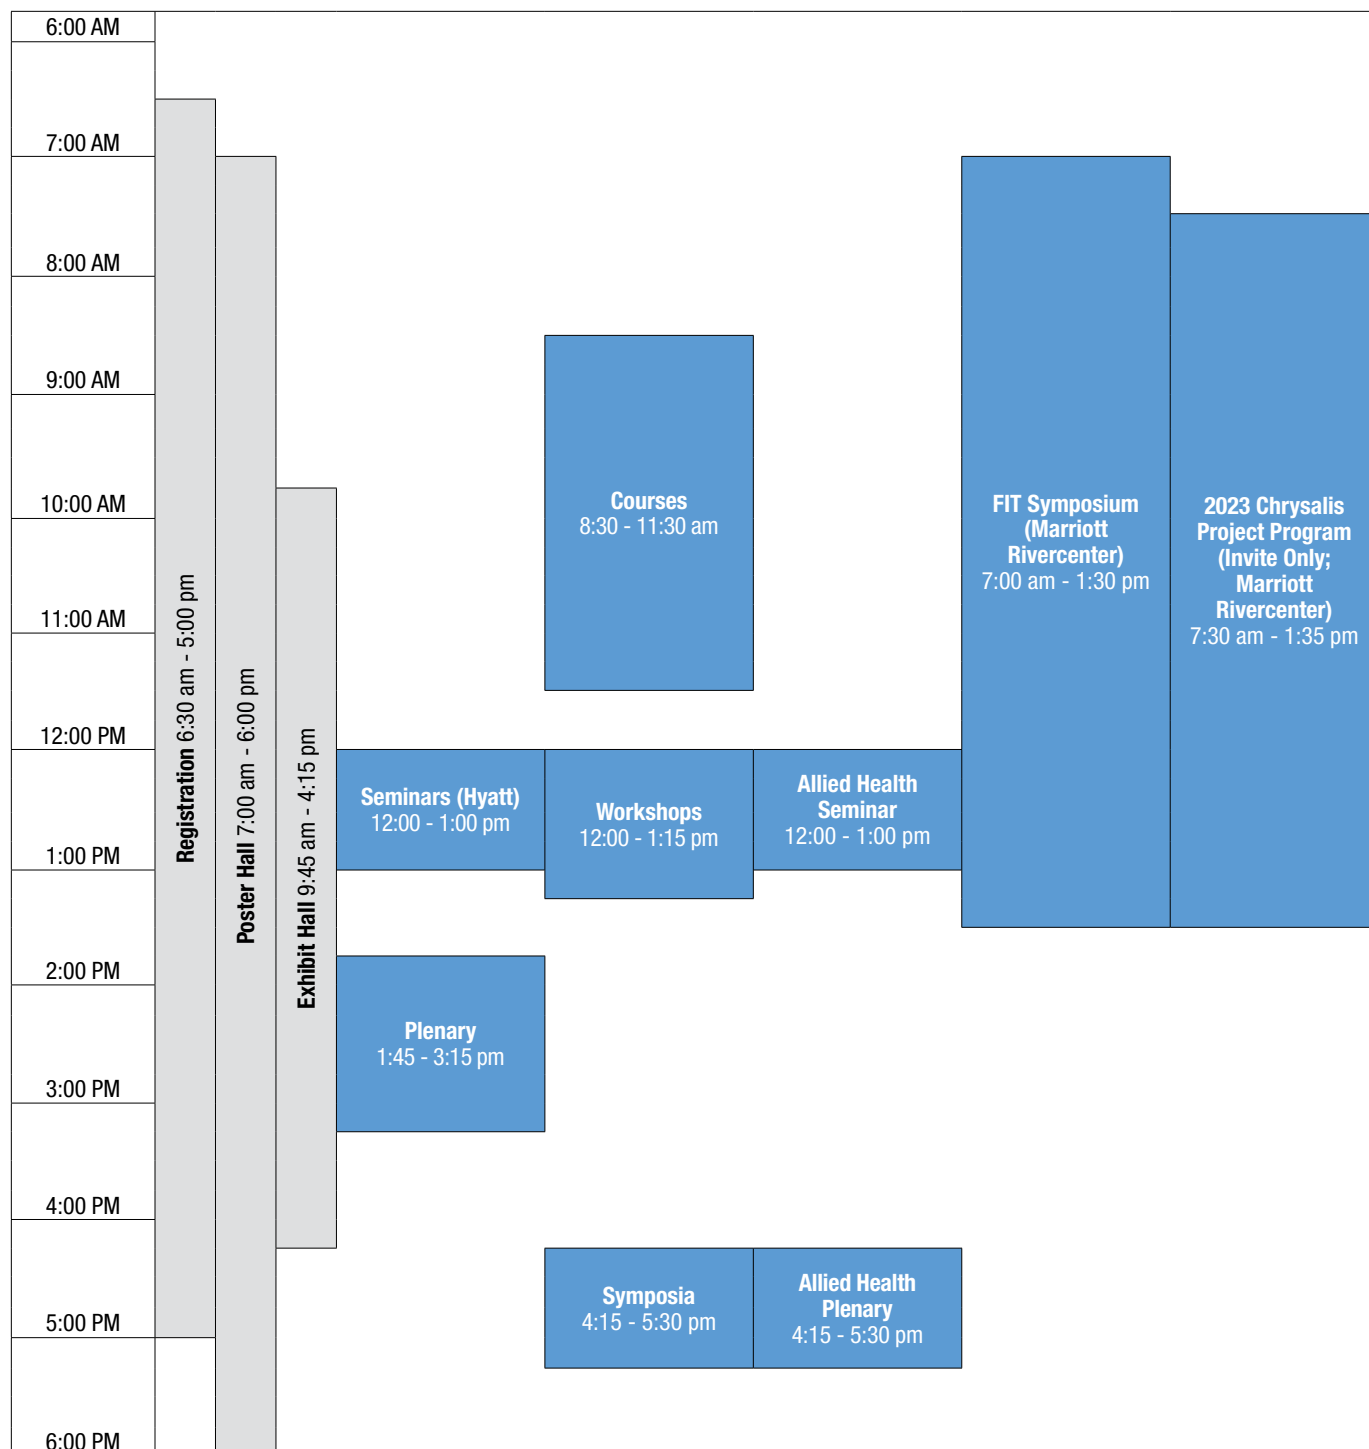 6:00 AM
7:00 AM
8:00 AM
9:00 AM
10:00 AM
11:00 AM
12:00 PM
1:00 PM
2:00 PM
3:00 PM
4:00 PM
5:00 PM
6:00 PM
Registration 6:30 am - 5:00 pm
Poster Hall 7:00 am - 6:00 pm
Exhibit Hall 9:45 am - 4:15 pm
Seminars (Hyatt)
12:00 - 1:00 pm
Plenary
1:45 - 3:15 pm
Courses
8:30 - 11:30 am
Workshops
12:00 - 1:15 pm
Symposia
4:15 - 5:30 pm
Allied Health
Seminar
12:00 - 1:00 pm
Allied Health
Plenary
4:15 - 5:30 pm
FIT Symposium
(Marriott
Rivercenter)
7:00 am - 1:30 pm
2023 Chrysalis
Project Program
(Invite Only;
Marriott
Rivercenter)
7:30 am - 1:35 pm